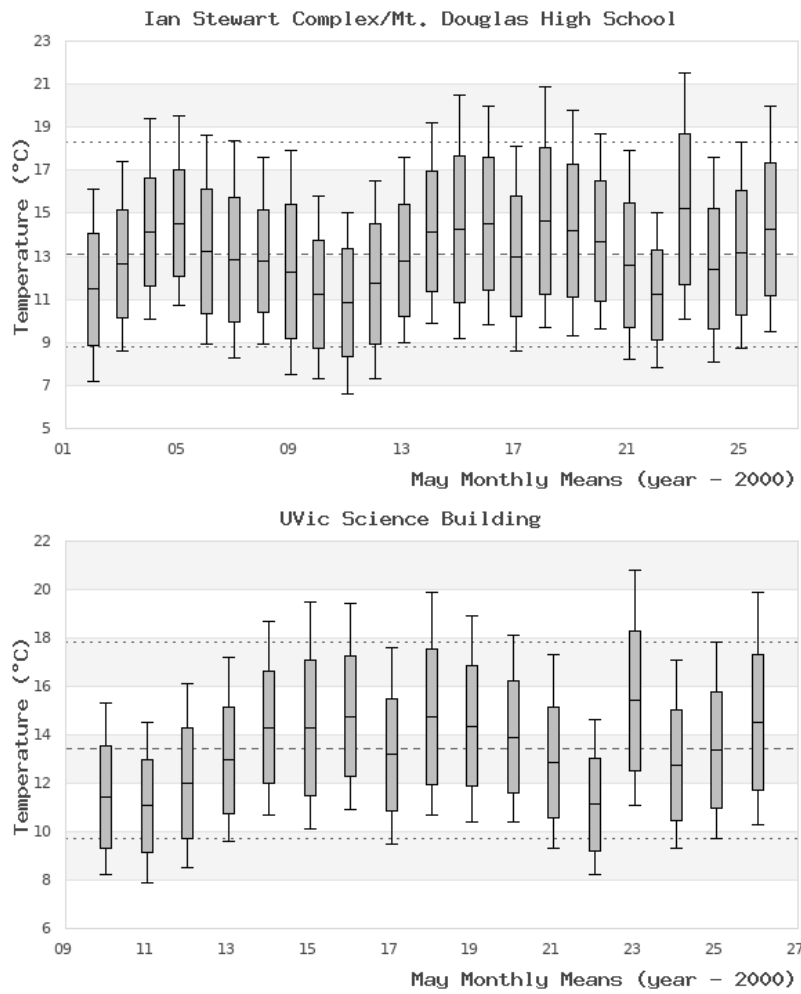 Ian Stewart Complex/Mt. Douglas High School
23
21
19
17
15
13
11
9
7
5
Temperature (°C)
01 05 09 13 17 21 25
May Monthly Means (year - 2000)
UVic Science Building
22
20
18
16
14
12
10
8
6
Temperature (°C)
09 11 13 15 17 19 21 23 25 27
May Monthly Means (year - 2000)